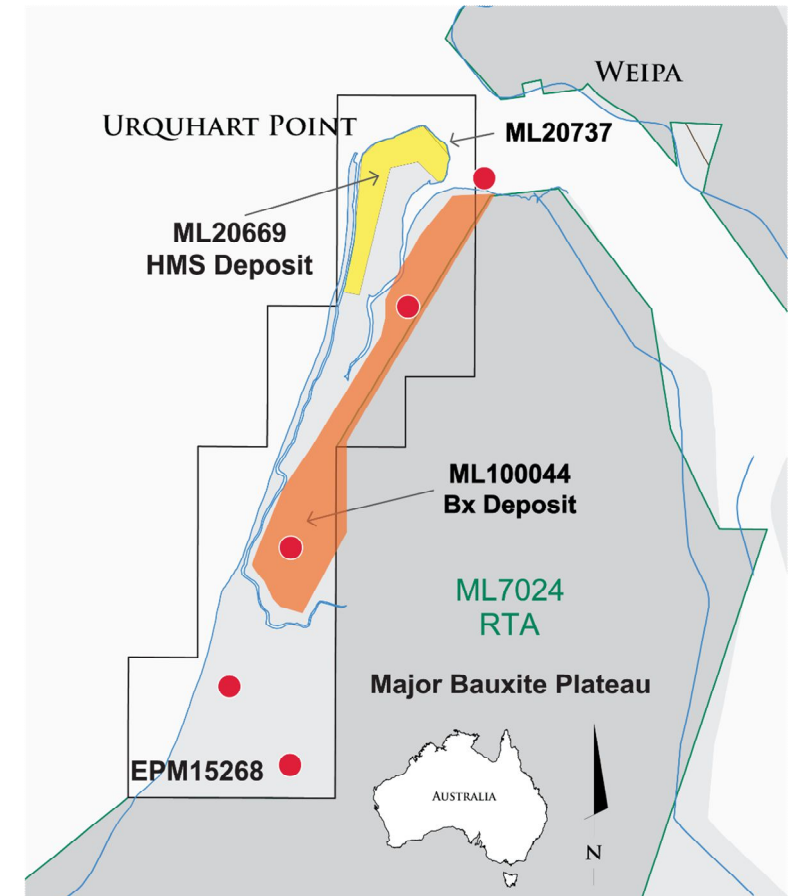 WEIPA
URQUHART POINT
ML20737
ML20669
HMS Deposit
ML100044
Bx Deposit
ML7024
RTA
Major Bauxite Plateau
EPM15268
AUSTRALIA
N